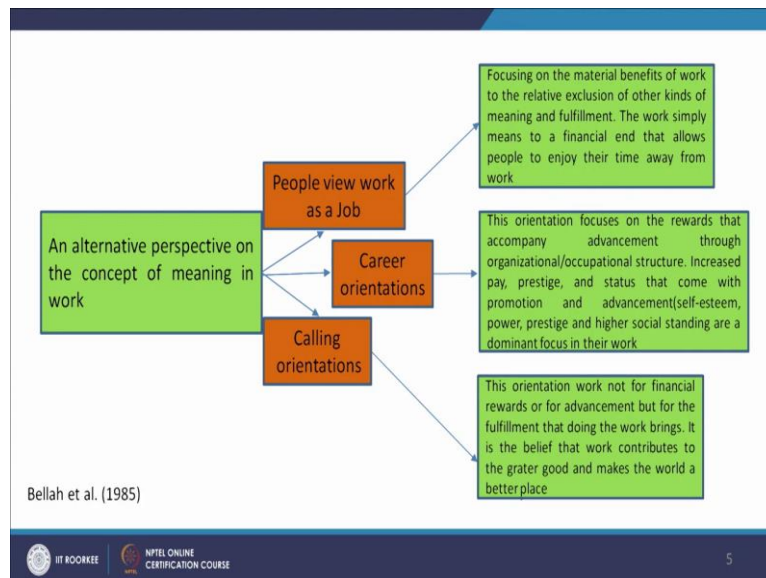 An alternative perspective on
the concept of meaning in
work
People view work
as a Job
Career
orientations
Calling
orientations
Focusing on the material benefits of work
to the relative exclusion of other kinds of
meaning and fulfillment. The work simply
means to a financial end that allows
people to enjoy their time away from
work
This orientation focuses on the rewards that
accompany advancement through
organizational/occupational structure. Increased
pay, prestige, and status that come with
promotion and advancement(self-esteem,
power, prestige and higher social standing are a
dominant focus in their work
This orientation work not for financial
rewards or for advancement but for the
fulfillment that doing the work brings. It
is the belief that work contributes to
the grater good and makes the world a
better place
Bellah et al. (1985)
IIT ROORKEE
NPTEL ONLINE
CERTIFICATION COURSE
5